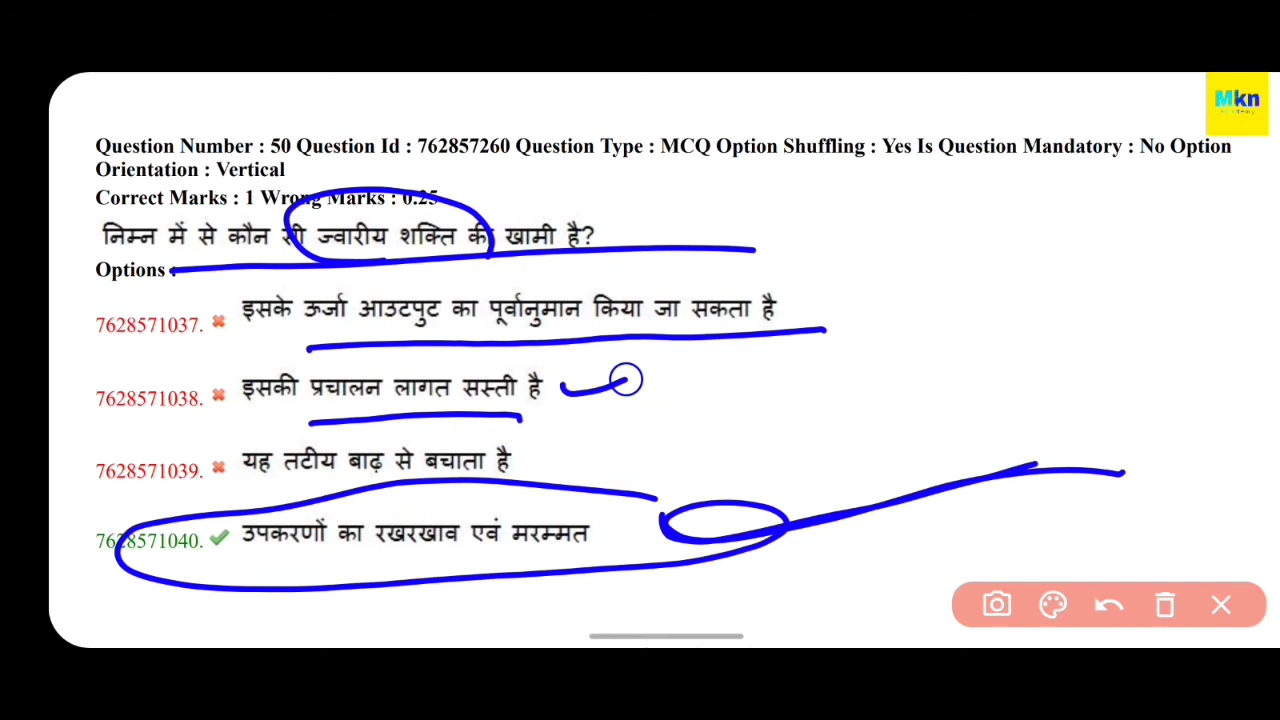 Mkn
Academy
Question Number : 50 Question Id : 762857260 Question Type : MCQ Option Shuffling : Yes Is Question Mandatory : No Option
Orientation : Vertical
Correct Marks : 1 Wrong Marks : 0.25
निम्न में से कौन सी ज्वारीय शक्ति की खामी है?
Options :
7628571037. इसके ऊर्जा आउटपुट का पूर्वानुमान किया जा सकता है
7628571038. इसकी प्रचालन लागत सस्ती है
7628571039. यह तटीय बाढ़ से बचाता है
7628571040. उपकरणों का रखरखाव एवं मरम्मत